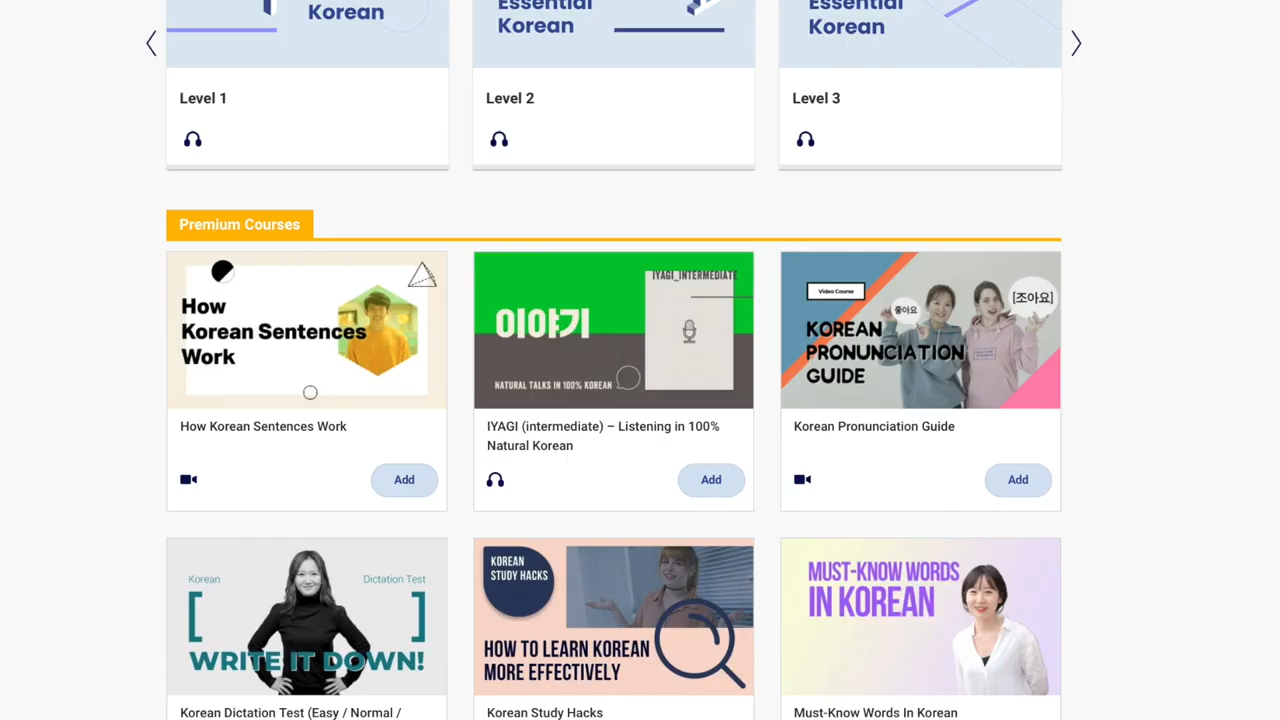 Korean
Essential
Korean
Essential
Korean
Level 1
Level 2
Level 3
Premium Courses
How
Korean Sentences
Work
How Korean Sentences Work
Add
IYAGI_INTERMEDIATE
이야기
NATURAL TALKS IN 100% KOREAN
IYAGI (intermediate) – Listening in 100%
Natural Korean
Add
Video Course
좋아요
[조아요]
KOREAN
PRONUNCIATION
GUIDE
Korean Pronunciation Guide
Add
Korean
Dictation Test
[ ]
WRITE IT DOWN!
Korean Dictation Test (Easy / Normal /
KOREAN
STUDY HACKS
HOW TO LEARN KOREAN
MORE EFFECTIVELY
Korean Study Hacks
MUST-KNOW WORDS
IN KOREAN
Must-Know Words In Korean